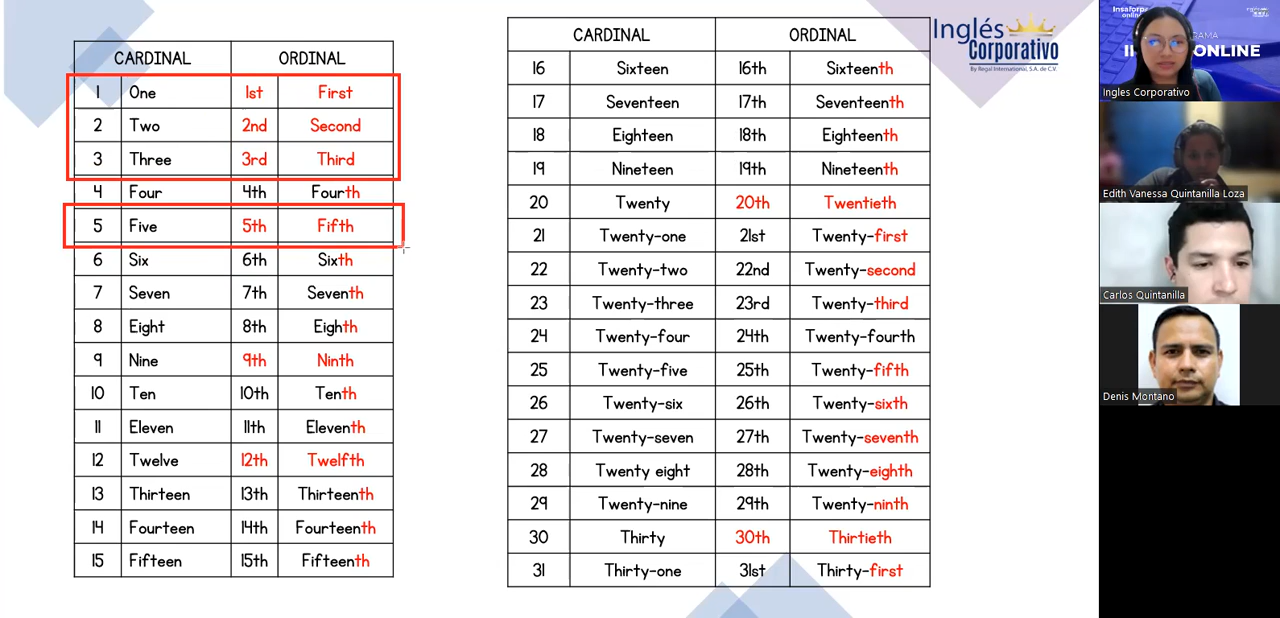 CARDINAL ORDINAL
1 One 1st First
2 Two 2nd Second
3 Three 3rd Third
4 Four 4th Fourth
5 Five 5th Fifth
6 Six 6th Sixth
7 Seven 7th Seventh
8 Eight 8th Eighth
9 Nine 9th Ninth
10 Ten 10th Tenth
11 Eleven 11th Eleventh
12 Twelve 12th Twelfth
13 Thirteen 13th Thirteenth
14 Fourteen 14th Fourteenth
15 Fifteen 15th Fifteenth
CARDINAL ORDINAL
16 Sixteen 16th Sixteenth
17 Seventeen 17th Seventeenth
18 Eighteen 18th Eighteenth
19 Nineteen 19th Nineteenth
20 Twenty 20th Twentieth
21 Twenty-one 21st Twenty-first
22 Twenty-two 22nd Twenty-second
23 Twenty-three 23rd Twenty-third
24 Twenty-four 24th Twenty-fourth
25 Twenty-five 25th Twenty-fifth
26 Twenty-six 26th Twenty-sixth
27 Twenty-seven 27th Twenty-seventh
28 Twenty eight 28th Twenty-eighth
29 Twenty-nine 29th Twenty-ninth
30 Thirty 30th Thirtieth
31 Thirty-one 31st Thirty-first
Inglés
Corporativo
By Regal International, S.A. de C.V.
Insaforp
online
RAMA
ONLINE
Ingles Corporativo
Edith Vanessa Quintanilla Loza
Carlos Quintanilla
Denis Montano